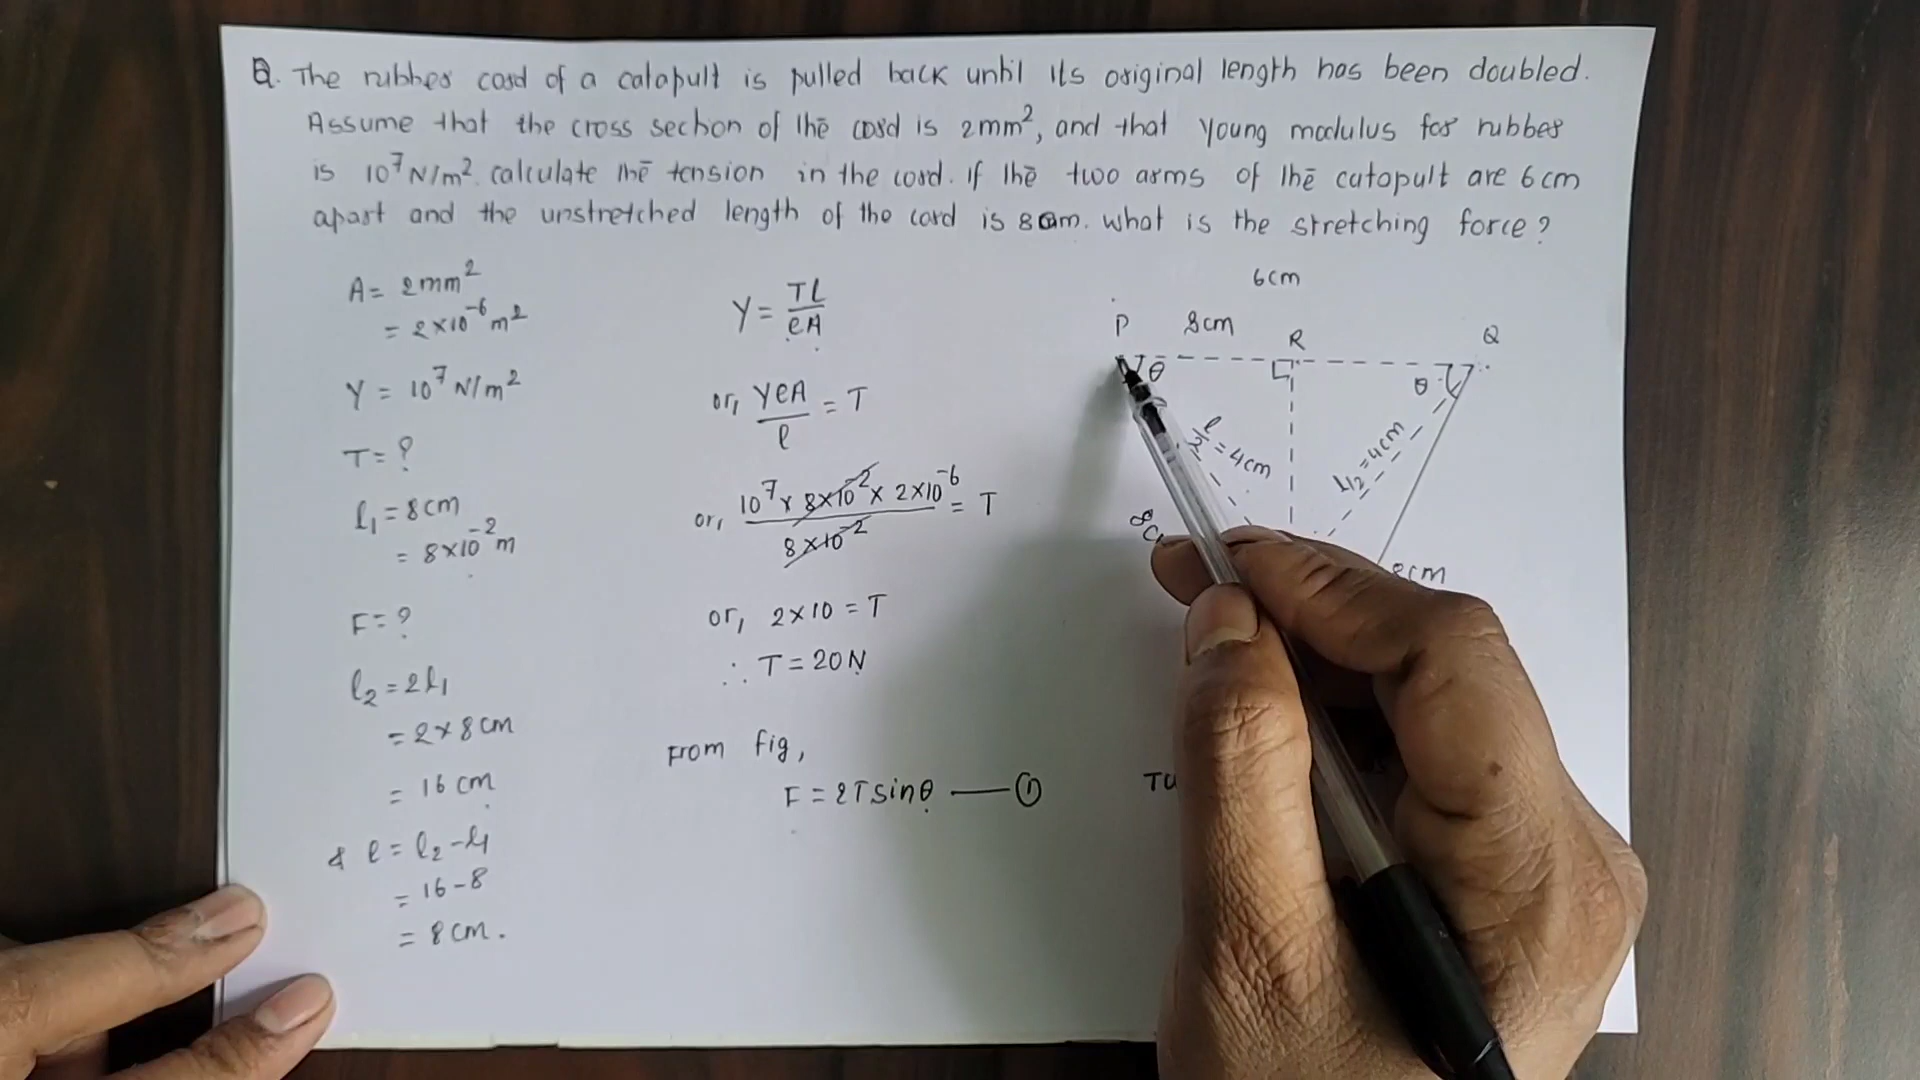 Q. The rubber cord of a catapult is pulled back until its original length has been doubled.
Assume that the cross section of the cord is 2mm², and that young modulus for rubber
is 10⁷ N/m². calculate the tension in the cord. if the two arms of the catapult are 6cm
apart and the unstretched length of the cord is 8cm. what is the stretching force?
A = 2mm²
= 2×10⁻⁶ m²
Y = 10⁷ N/m²
T = ?
l₁ = 8cm
= 8×10⁻² m
F = ?
l₂ = 2l₁
= 2×8cm
= 16cm
& e = l₂ - l₁
= 16-8
= 8cm.
Y = Tl/eA
or, YeA/l = T
or, 10⁷ × 8×10⁻² × 2×10⁻⁶ / 8×10⁻² = T
or, 2×10 = T
∴ T = 20N
From fig,
F = 2Tsinθ —— ①
6cm
P 3cm R Q
θ θ
l/2 = 4cm l/2 = 4cm
8c
8cm